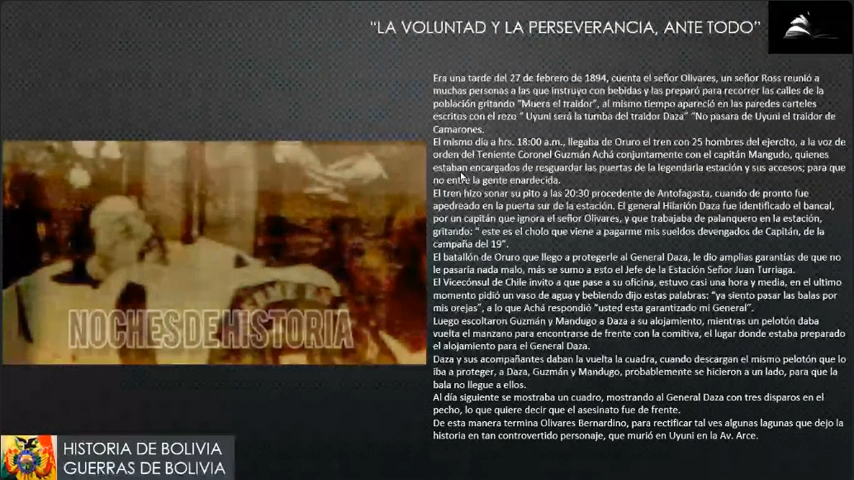 "LA VOLUNTAD Y LA PERSEVERANCIA, ANTE TODO"
Era una tarde del 27 de febrero de 1894, cuenta el señor Olivares, un señor Ross reunió a
muchas personas a las que instruyo con bebidas y las preparó para recorrer las calles de la
población gritando "Muera el traidor", al mismo tiempo apareció en las paredes carteles
escritos con el rezo " Uyuni será la tumba del traidor Daza" "No pasara de Uyuni el traidor de
Camarones.
El mismo día a hrs. 18:00 a.m., llegaba de Oruro el tren con 25 hombres del ejercito, a la voz de
orden del Teniente Coronel Guzmán Achá conjuntamente con el capitán Mangudo, quienes
estaban encargados de resguardar las puertas de la legendaria estación y sus accesos; para que
no entre la gente enardecida.
El tren hizo sonar su pito a las 20:30 procedente de Antofagasta, cuando de pronto fue
apedreado en la puerta sur de la estación. El general Hilarión Daza fue identificado el bancal,
por un capitán que ignora el señor Olivares, y que trabajaba de palanquero en la estación,
gritando: " este es el cholo que viene a pagarme mis sueldos devengados de Capitán, de la
campaña del 19".
El batallón de Oruro que llego a protegerle al General Daza, le dio amplias garantías de que no
le pasaría nada malo, más se sumo a esto el Jefe de la Estación Señor Juan Turriaga.
El Vicecónsul de Chile invito a que pase a su oficina, estuvo casi una hora y media, en el ultimo
momento pidió un vaso de agua y bebiendo dijo estas palabras: "ya siento pasar las balas por
mis orejas", a lo que Achá respondió "usted esta garantizado mi General".
Luego escoltaron Guzmán y Mandugo a Daza a su alojamiento, mientras un pelotón daba
vuelta el manzano para encontrarse de frente con la comitiva, el lugar donde estaba preparado
el alojamiento para el General Daza.
Daza y sus acompañantes daban la vuelta la cuadra, cuando descargan el mismo pelotón que lo
iba a proteger, a Daza, Guzmán y Mandugo, probablemente se hicieron a un lado, para que la
bala no llegue a ellos.
Al día siguiente se mostraba un cuadro, mostrando al General Daza con tres disparos en el
pecho, lo que quiere decir que el asesinato fue de frente.
De esta manera termina Olivares Bernardino, para rectificar tal ves algunas lagunas que dejo la
historia en tan controvertido personaje, que murió en Uyuni en la Av. Arce.
NOCHES DE HISTORIA
HISTORIA DE BOLIVIA
GUERRAS DE BOLIVIA